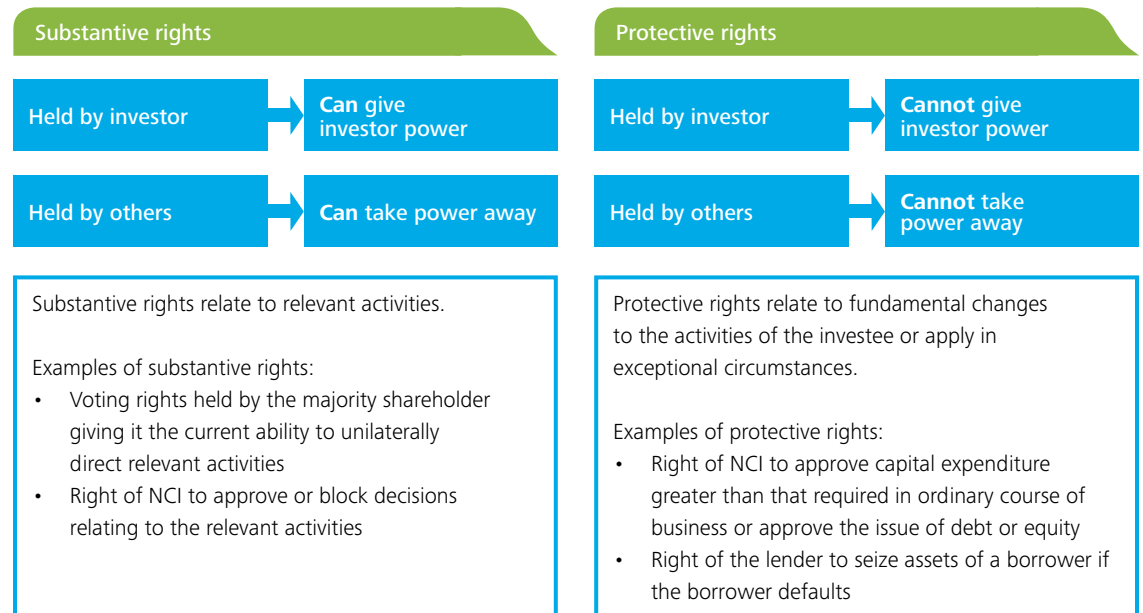 Substantive rights
Held by investor
Can give
investor power
Held by others
Can take power away
Substantive rights relate to relevant activities.
Examples of substantive rights:
• Voting rights held by the majority shareholder
giving it the current ability to unilaterally
direct relevant activities
• Right of NCI to approve or block decisions
relating to the relevant activities
Protective rights
Held by investor
Cannot give
investor power
Held by others
Cannot take
power away
Protective rights relate to fundamental changes
to the activities of the investee or apply in
exceptional circumstances.
Examples of protective rights:
• Right of NCI to approve capital expenditure
greater than that required in ordinary course of
business or approve the issue of debt or equity
• Right of the lender to seize assets of a borrower if
the borrower defaults